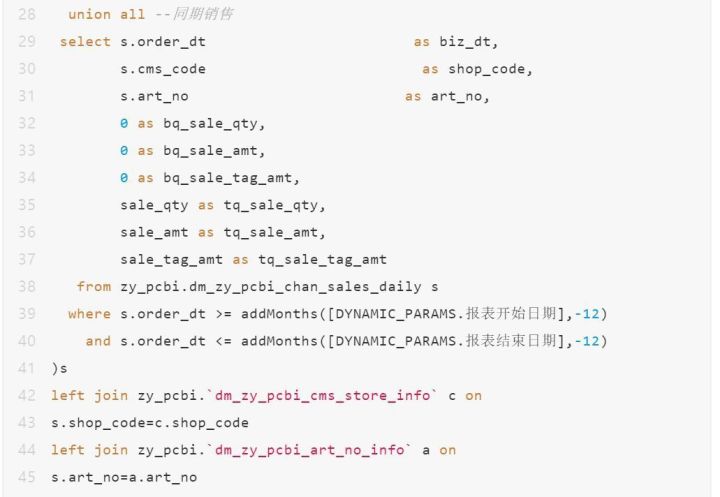 28 union all --同期销售
29 select s.order_dt as biz_dt,
30 s.cms_code as shop_code,
31 s.art_no as art_no,
32 0 as bq_sale_qty,
33 0 as bq_sale_amt,
34 0 as bq_sale_tag_amt,
35 sale_qty as tq_sale_qty,
36 sale_amt as tq_sale_amt,
37 sale_tag_amt as tq_sale_tag_amt
38 from zy_pcbi.dm_zy_pcbi_chan_sales_daily s
39 where s.order_dt >= addMonths([DYNAMIC_PARAMS.报表开始日期],-12)
40 and s.order_dt <= addMonths([DYNAMIC_PARAMS.报表结束日期],-12)
41 )s
42 left join zy_pcbi.`dm_zy_pcbi_cms_store_info` c on
43 s.shop_code=c.shop_code
44 left join zy_pcbi.`dm_zy_pcbi_art_no_info` a on
45 s.art_no=a.art_no